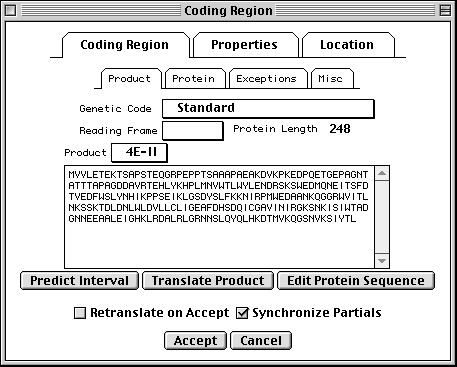 Coding Region
Coding Region Properties Location
Product Protein Exceptions Misc
Genetic Code Standard
Reading Frame Protein Length 248
Product 4E-II
MVVLETEKTSAPSTEQGRPEPPTSAAAPAEAKDVKPKEDPQETGEPAGNT
ATTTAPAGDDAVRTEHLYKHPLMNVWTLWYLENDRSKSWEDMQNEITSFD
TVEDFWSLYNHIKPPSEIKLGSDYSLFKKNIRPMWEDAANKQGGRWVITL
NKSSKTDLDNLWLDVLLCLIGEAFDHSDQICGAVINIRGKSNKISIWTAD
GNNEEAALEIGHKLRDALRLGRNNSLQYQLHKDTMVKQGSNVKSIYTL
Predict Interval Translate Product Edit Protein Sequence
Retranslate on Accept Synchronize Partials
Accept Cancel